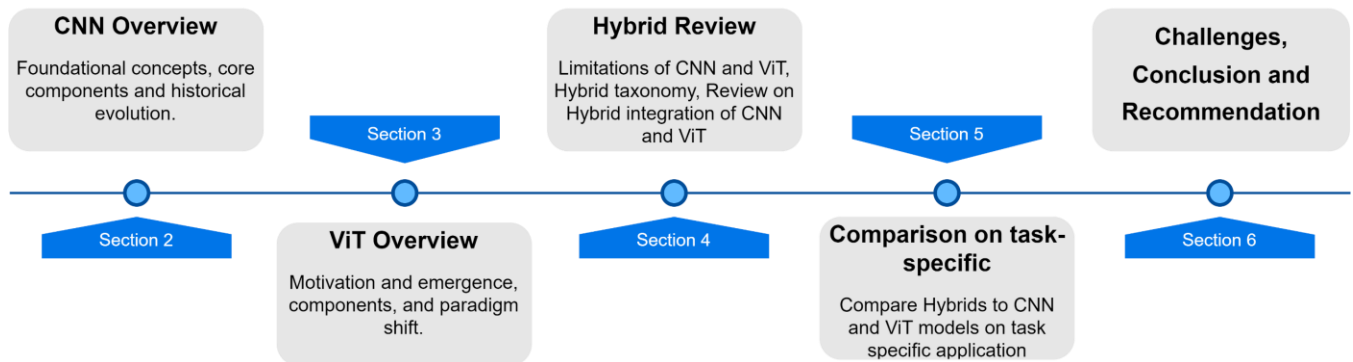 CNN Overview
Foundational concepts, core
components and historical
evolution.
Section 2
Section 3
ViT Overview
Motivation and emergence,
components, and paradigm
shift.
Hybrid Review
Limitations of CNN and ViT,
Hybrid taxonomy, Review on
Hybrid integration of CNN
and ViT
Section 4
Section 5
Comparison on task-
specific
Compare Hybrids to CNN
and ViT models on task
specific application
Challenges,
Conclusion and
Recommendation
Section 6